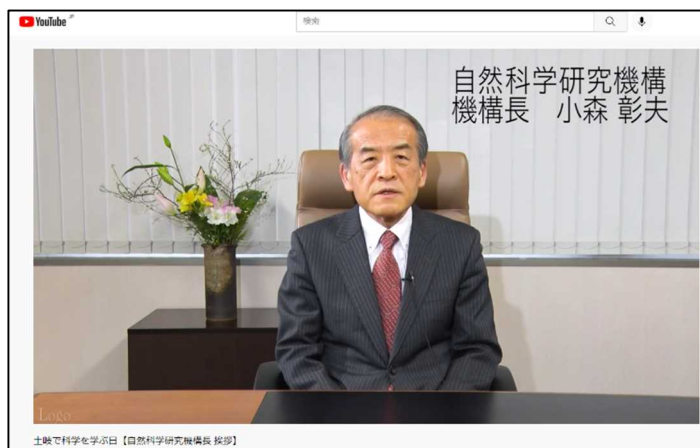 YouTube JP
検索
自然科学研究機構
機構長　小森 彰夫
Logo
土岐で科学を学ぶ日【自然科学研究機構長 挨拶】